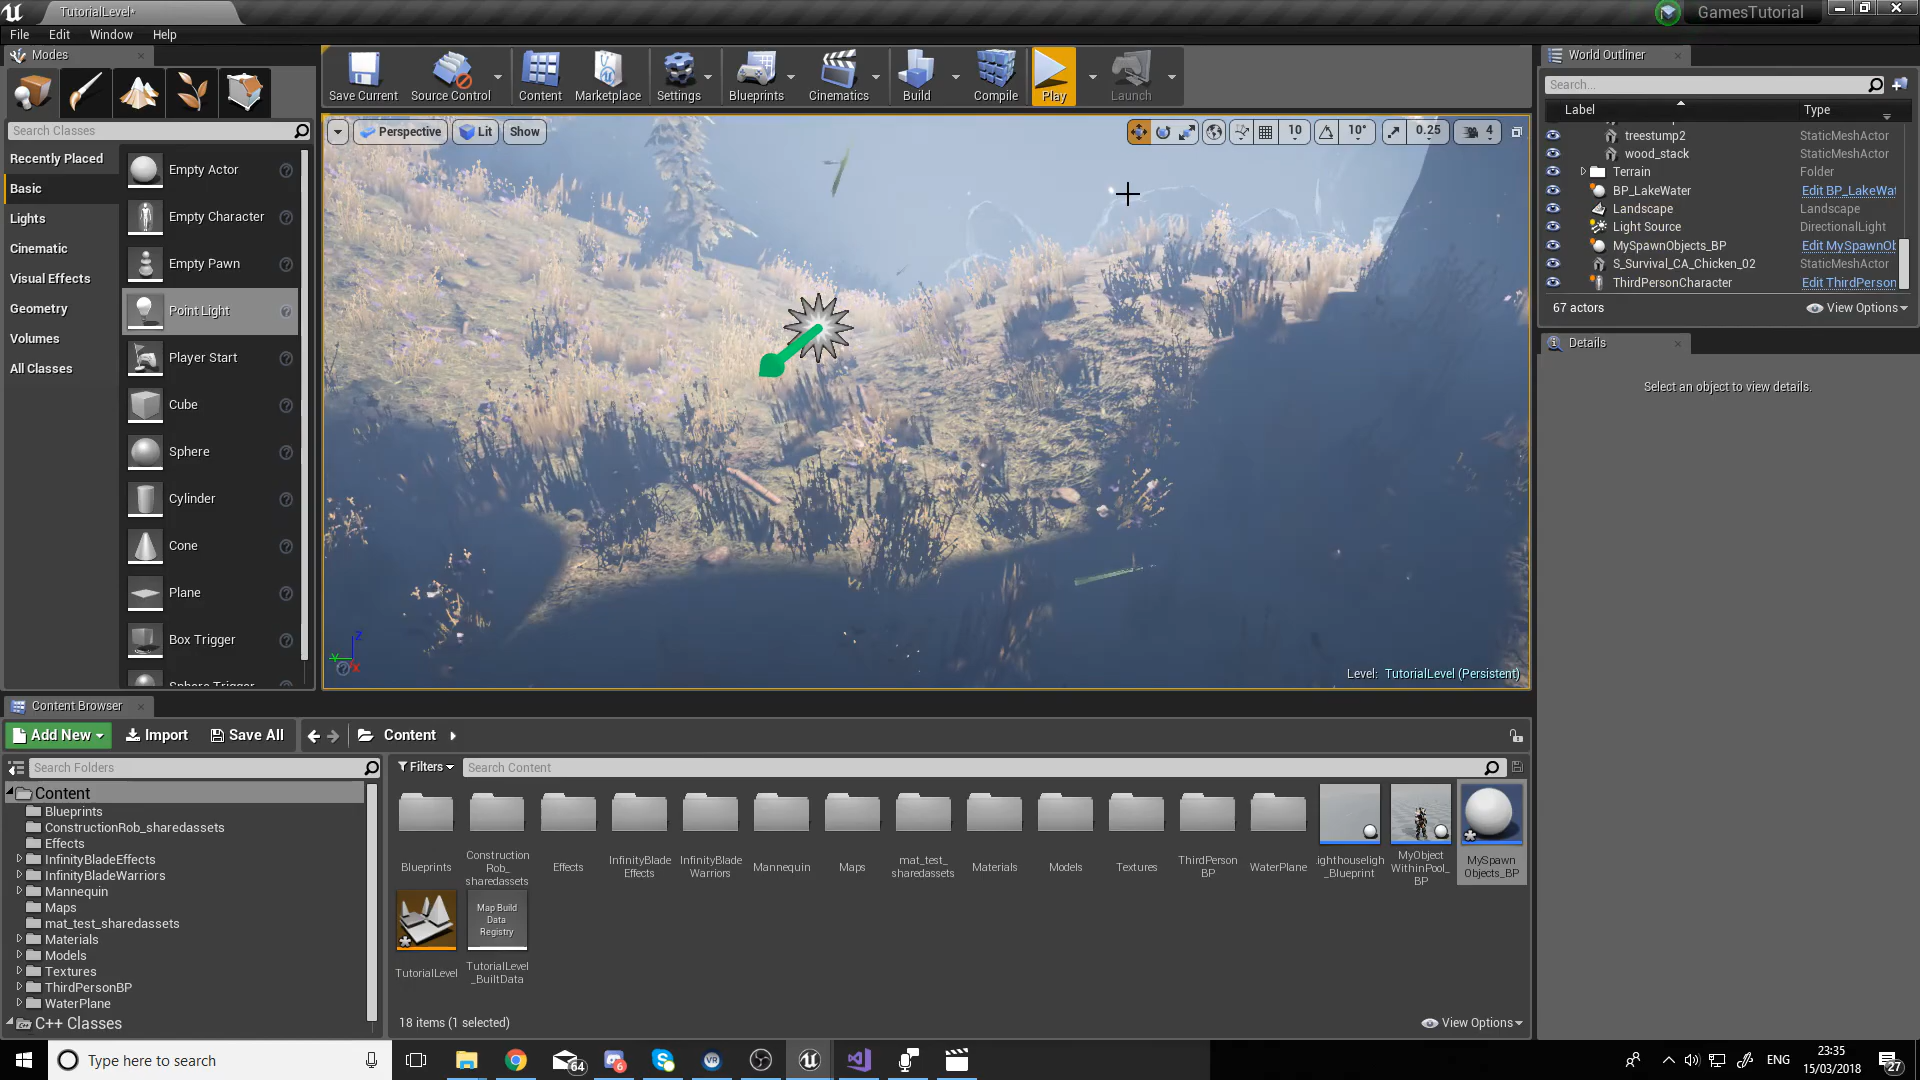 TutorialLevel*
GamesTutorial
File Edit Window Help
Modes
Search Classes
Recently Placed
Basic
Lights
Cinematic
Visual Effects
Geometry
Volumes
All Classes
Empty Actor
Empty Character
Empty Pawn
Point Light
Player Start
Cube
Sphere
Cylinder
Cone
Plane
Box Trigger
Sphere Trigger
Save Current Source Control Content Marketplace Settings Blueprints Cinematics Build Compile Play Launch
Perspective Lit Show
10 10° 0.25 4
Level: TutorialLevel (Persistent)
World Outliner
Search...
Label Type
treestump2 StaticMeshActor
wood_stack StaticMeshActor
Terrain Folder
BP_LakeWater Edit BP_LakeWat
Landscape Landscape
Light Source DirectionalLight
MySpawnObjects_BP Edit MySpawnOb
S_Survival_CA_Chicken_02 StaticMeshActor
ThirdPersonCharacter Edit ThirdPerson
67 actors View Options
Details
Select an object to view details.
Content Browser
Add New Import Save All Content
Search Folders
Content
Blueprints
ConstructionRob_sharedassets
Effects
InfinityBladeEffects
InfinityBladeWarriors
Mannequin
Maps
mat_test_sharedassets
Materials
Models
Textures
ThirdPersonBP
WaterPlane
C++ Classes
Filters Search Content
Blueprints
Construction
Rob_
sharedassets
Effects
InfinityBlade
Effects
InfinityBlade
Warriors
Mannequin
Maps
mat_test_
sharedassets
Materials
Models
Textures
ThirdPerson
BP
WaterPlane
ighthouseligh
_Blueprint
MyObject
WithinPool_
BP
MySpawn
Objects_BP
Map Build
Data
Registry
TutorialLevel
TutorialLevel
_BuiltData
18 items (1 selected) View Options
Type here to search
64
6
ENG
23:35
15/03/2018
27